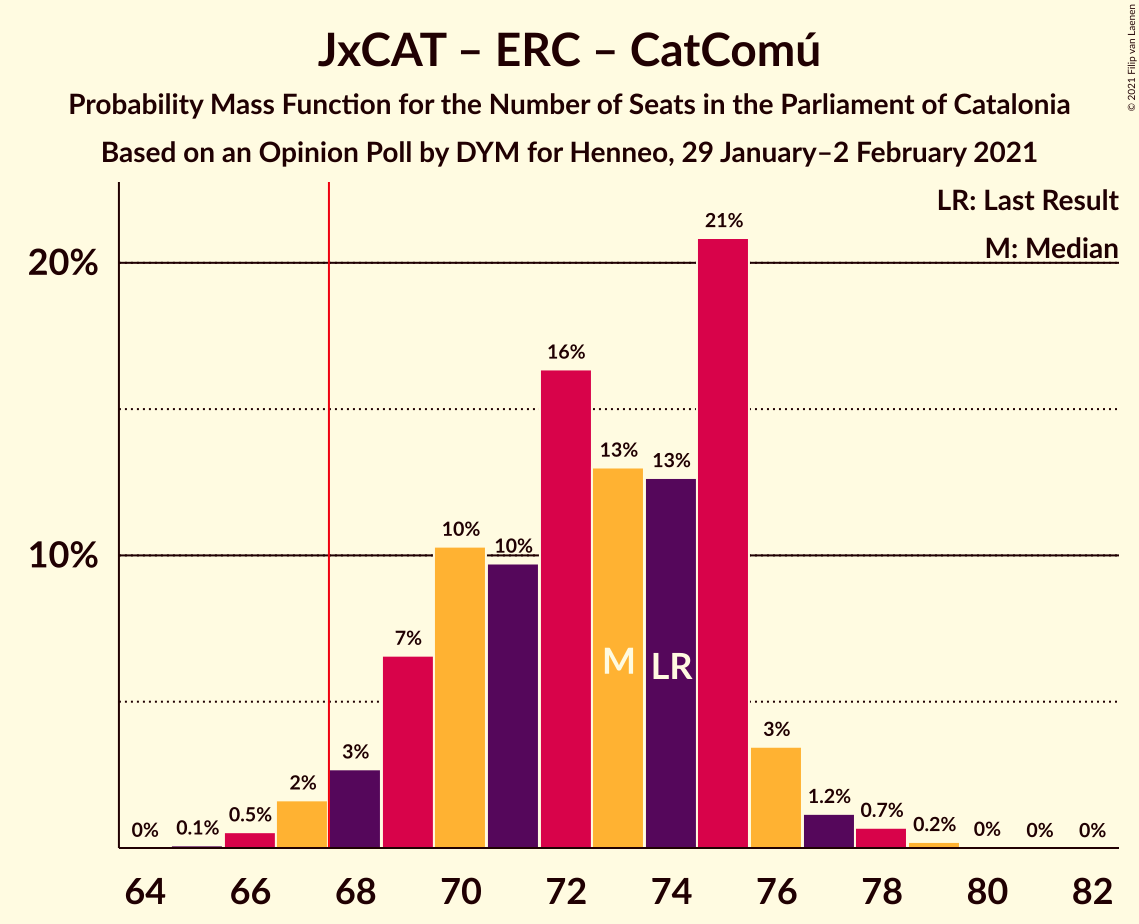 JxCAT – ERC – CatComú
Probability Mass Function for the Number of Seats in the Parliament of Catalonia
Based on an Opinion Poll by DYM for Henneo, 29 January–2 February 2021
© 2021 Filip van Laenen
LR: Last Result
M: Median
20%
10%
0%
0.1%
0.5%
2%
3%
7%
10%
10%
16%
13%
13%
21%
3%
1.2%
0.7%
0.2%
0%
0%
0%
M
LR
64 66 68 70 72 74 76 78 80 82